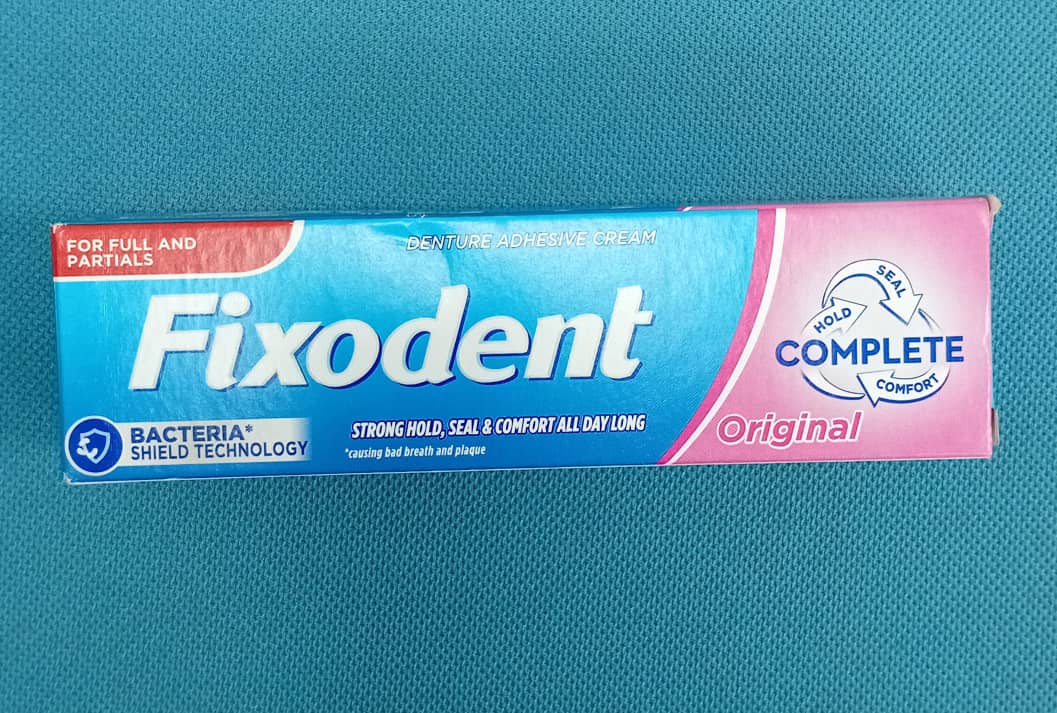 FOR FULL AND
PARTIALS
DENTURE ADHESIVE CREAM
Fixodent
BACTERIA*
SHIELD TECHNOLOGY
STRONG HOLD, SEAL & COMFORT ALL DAY LONG
*causing bad breath and plaque
SEAL
HOLD
COMPLETE
COMFORT
Original